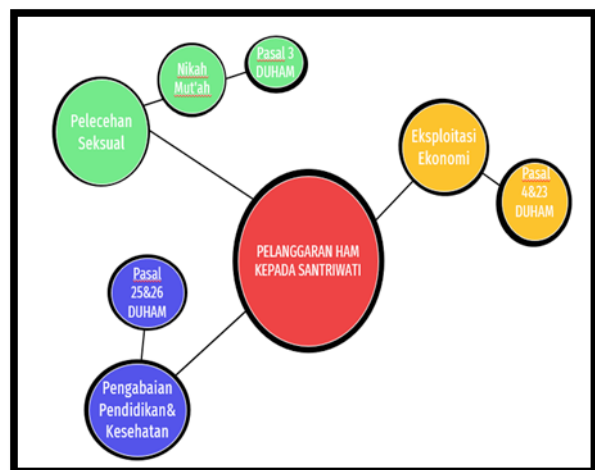 Pelecehan
Seksual
Nikah
Mut'ah
Pasal 3
DUHAM
Eksploitasi
Ekonomi
Pasal
4&23
DUHAM
PELANGGARAN HAM
KEPADA SANTRIWATI
Pasal
25&26
DUHAM
Pengabaian
Pendidikan&
Kesehatan